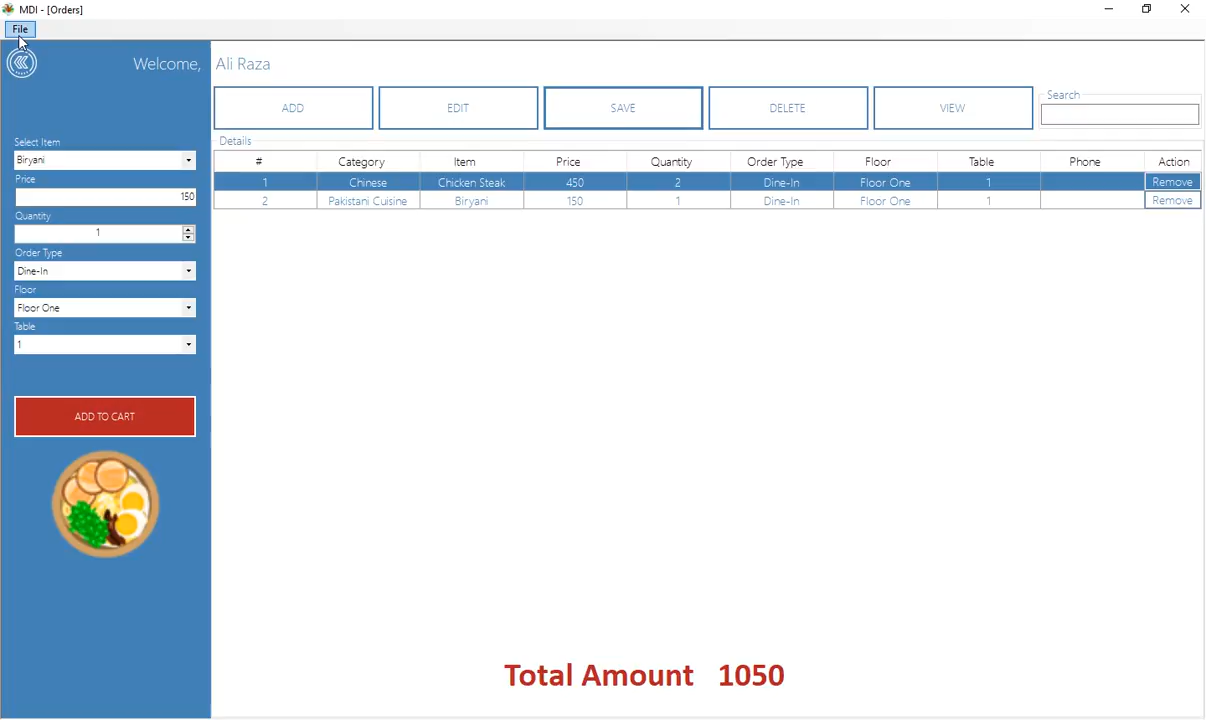 MDI - [Orders]
File
Welcome, Ali Raza
ADD EDIT SAVE DELETE VIEW
Search
Select Item
Biryani
Price
150
Quantity
1
Order Type
Dine-In
Floor
Floor One
Table
1
ADD TO CART
Details
# Category Item Price Quantity Order Type Floor Table Phone Action
1 Chinese Chicken Steak 450 2 Dine-In Floor One 1 Remove
2 Pakistani Cuisine Biryani 150 1 Dine-In Floor One 1 Remove
Total Amount 1050